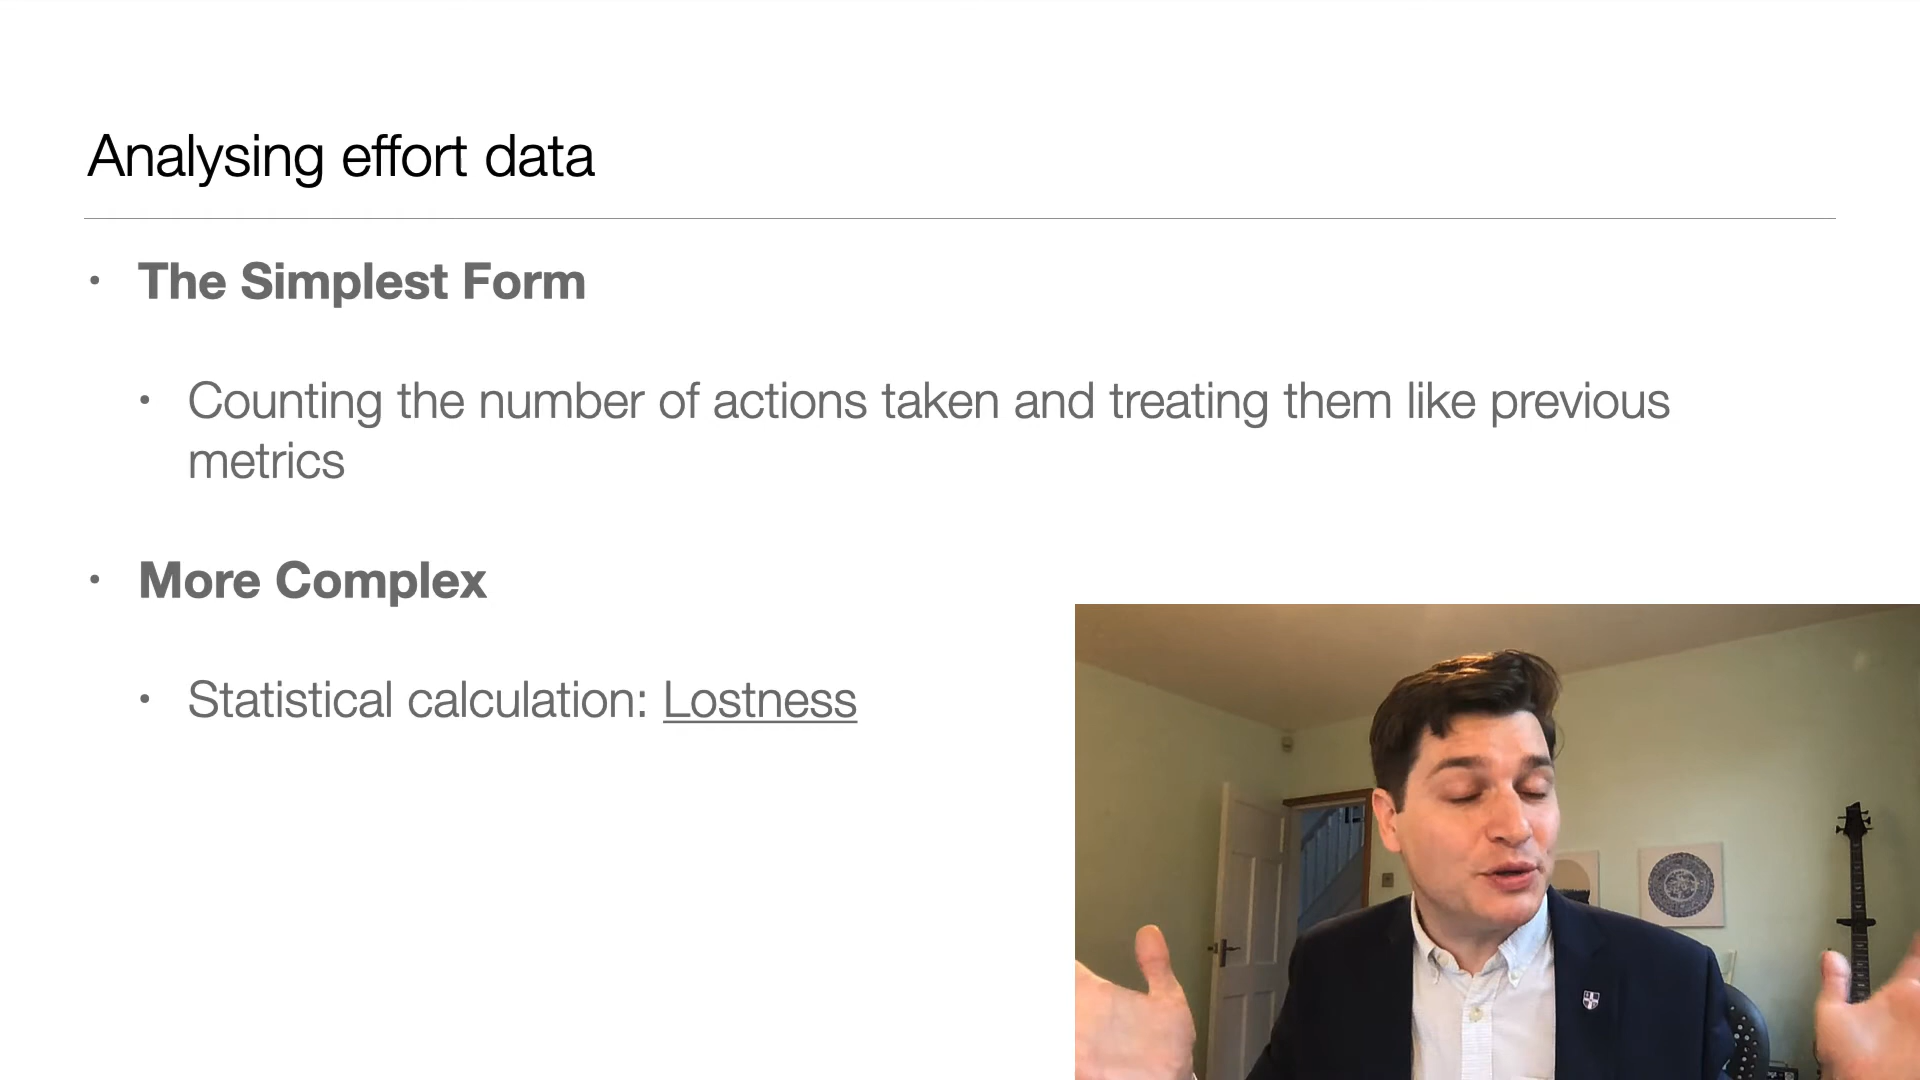 Analysing effort data
• The Simplest Form
• Counting the number of actions taken and treating them like previous
metrics
• More Complex
• Statistical calculation: Lostness